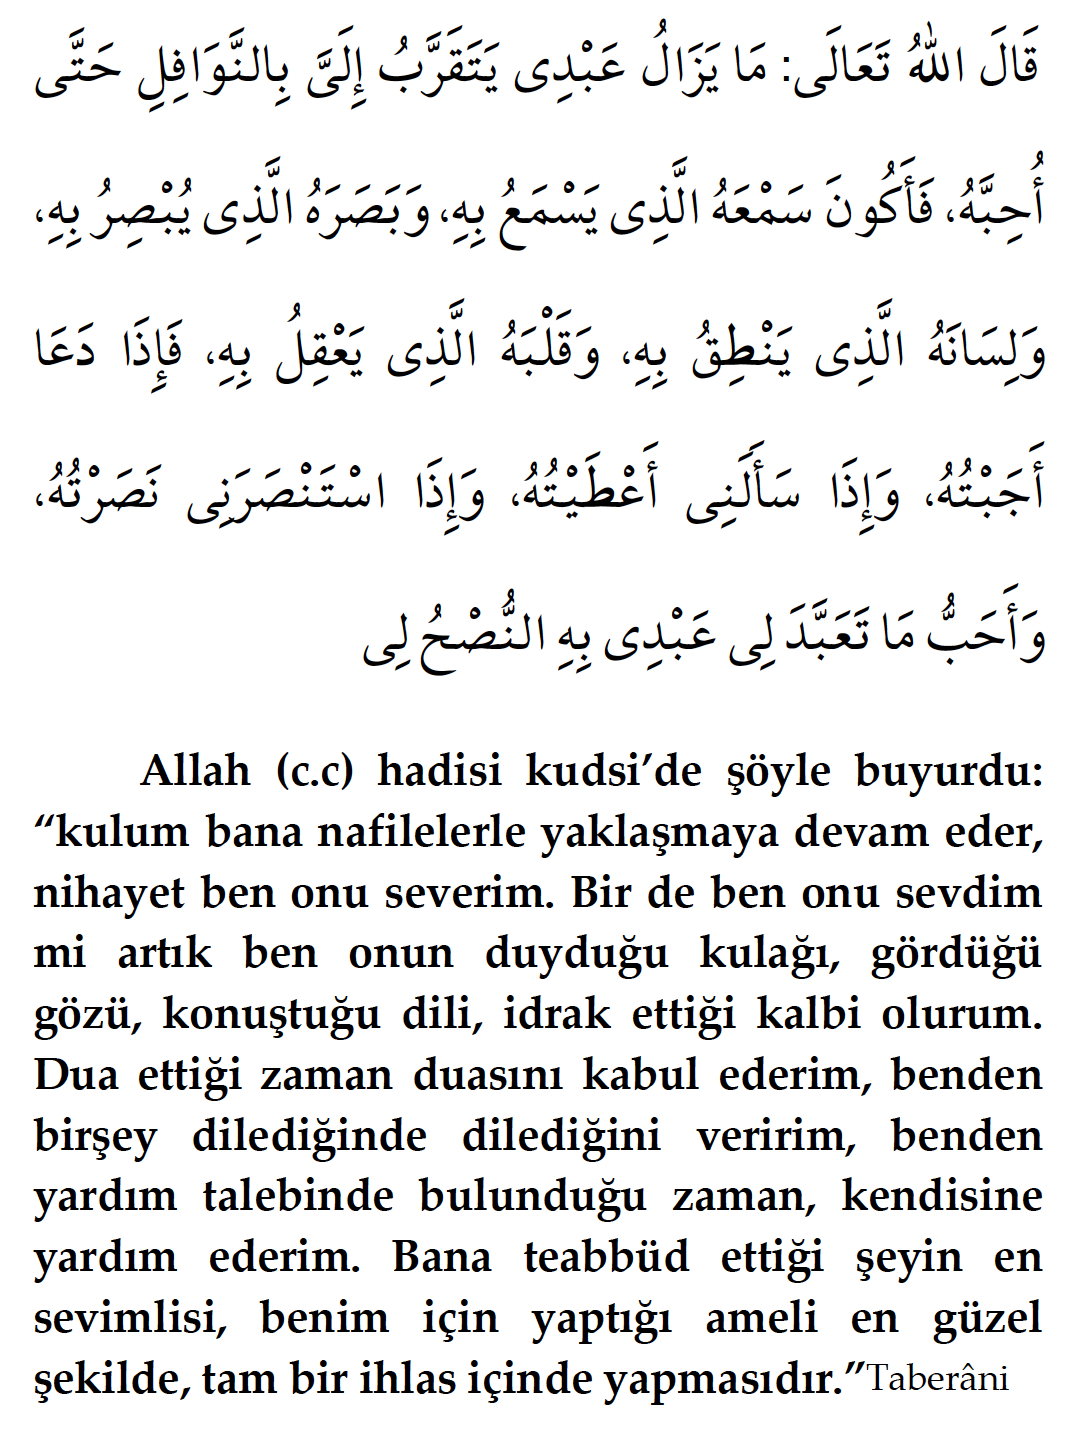 قَالَ اللهُ تَعَالَى: مَا يَزَالُ عَبْدِى يَتَقَرَّبُ إِلَىَّ بِالنَّوَافِلِ حَتَّى
أُحِبَّهُ، فَأَكُونَ سَمْعَهُ الَّذِى يَسْمَعُ بِهِ، وَبَصَرَهُ الَّذِى يُبْصِرُ بِهِ،
وَلِسَانَهُ الَّذِى يَنْطِقُ بِهِ، وَقَلْبَهُ الَّذِى يَعْقِلُ بِهِ، فَإِذَا دَعَا
أَجَبْتُهُ، وَإِذَا سَأَلَنِى أَعْطَيْتُهُ، وَإِذَا اسْتَنْصَرَنِى نَصَرْتُهُ،
وَأَحَبُّ مَا تَعَبَّدَ لِى عَبْدِى بِهِ النُّصْحُ لِى
Allah (c.c) hadisi kudsi’de şöyle buyurdu:
“kulum bana nafilelerle yaklaşmaya devam eder,
nihayet ben onu severim. Bir de ben onu sevdim
mi artık ben onun duyduğu kulağı, gördüğü
gözü, konuştuğu dili, idrak ettiği kalbi olurum.
Dua ettiği zaman duasını kabul ederim, benden
birşey dilediğinde dilediğini veririm, benden
yardım talebinde bulunduğu zaman, kendisine
yardım ederim. Bana teabbüd ettiği şeyin en
sevimlisi, benim için yaptığı ameli en güzel
şekilde, tam bir ihlas içinde yapmasıdır.”Taberâni